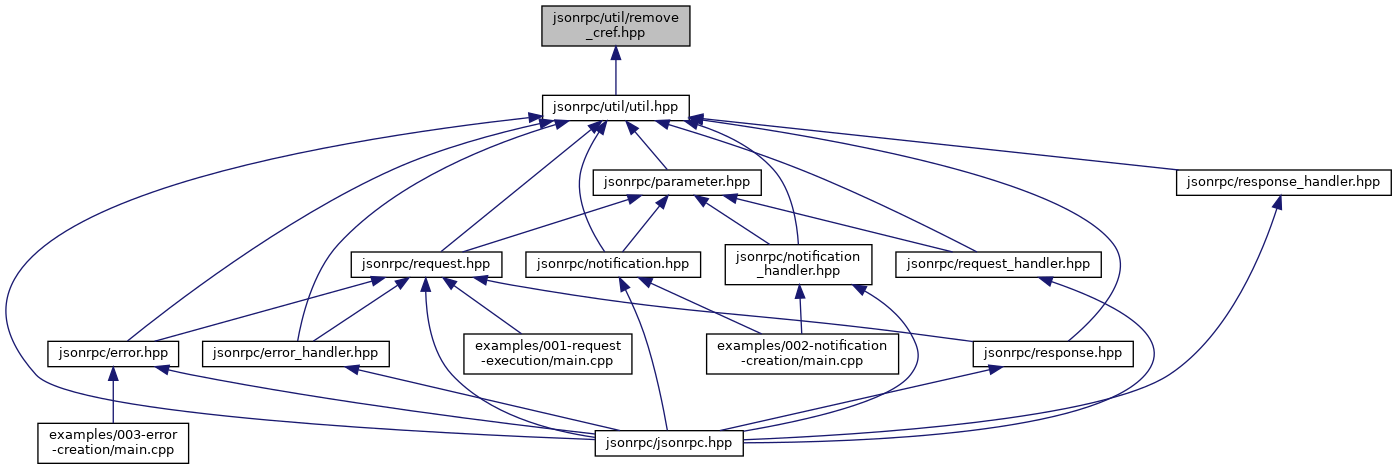 jsonrpc/util/remove
_cref.hpp
jsonrpc/util/util.hpp
jsonrpc/parameter.hpp
jsonrpc/response_handler.hpp
jsonrpc/request.hpp
jsonrpc/notification.hpp
jsonrpc/notification
_handler.hpp
jsonrpc/request_handler.hpp
jsonrpc/error.hpp
jsonrpc/error_handler.hpp
examples/001-request
-execution/main.cpp
examples/002-notification
-creation/main.cpp
jsonrpc/response.hpp
examples/003-error
-creation/main.cpp
jsonrpc/jsonrpc.hpp